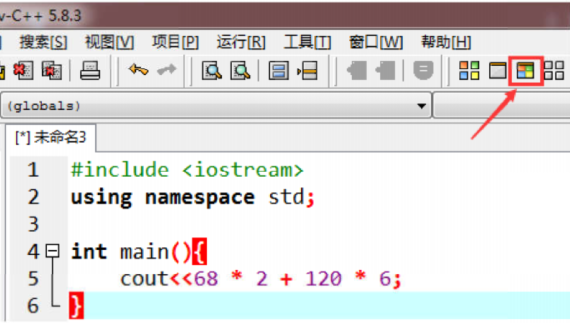 v-C++ 5.8.3
搜索[S] 视图[V] 项目[P] 运行[R] 工具[T] 窗口[W] 帮助[H]
(globals)
[*] 未命名3
1 #include <iostream>
2 using namespace std;
3
4 int main(){
5 cout<<68 * 2 + 120 * 6;
6 }